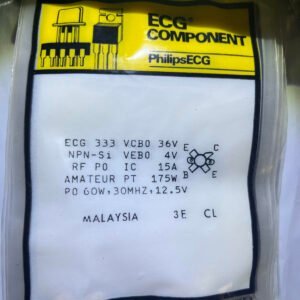 ECG®
COMPONENT
PhilipsECG
ECG 333 VCBO 36V
NPN-Si VEBO 4V
RF PO IC 15A
AMATEUR PT 175W
PO 60W,30MHZ,12.5V
E C
B E
MALAYSIA 3E CL